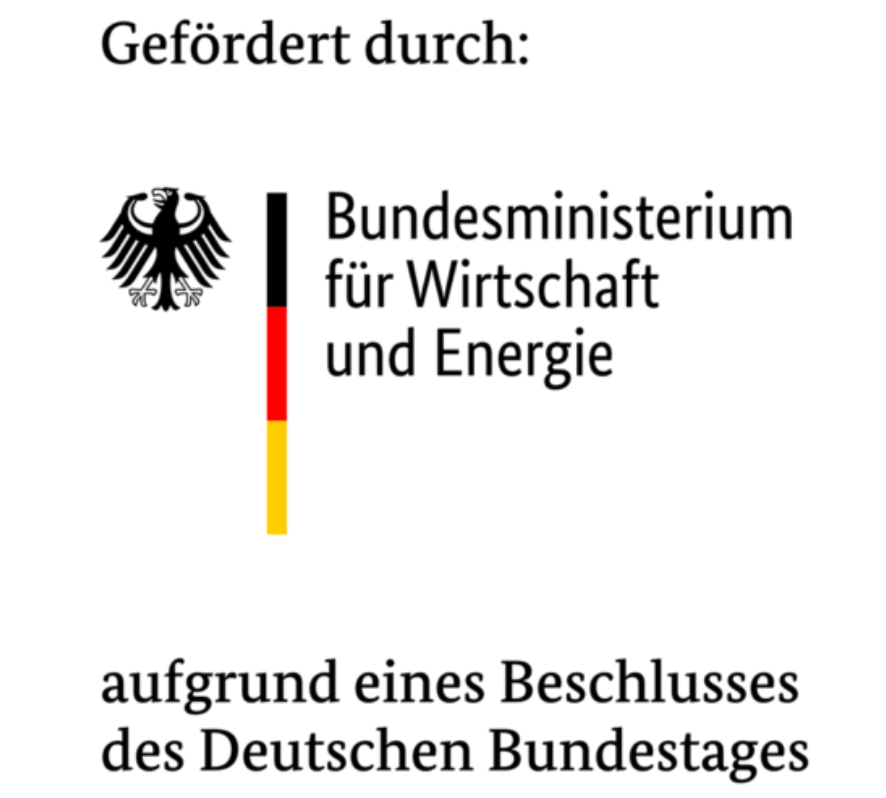 Gefördert durch:
Bundesministerium
für Wirtschaft
und Energie
aufgrund eines Beschlusses
des Deutschen Bundestages